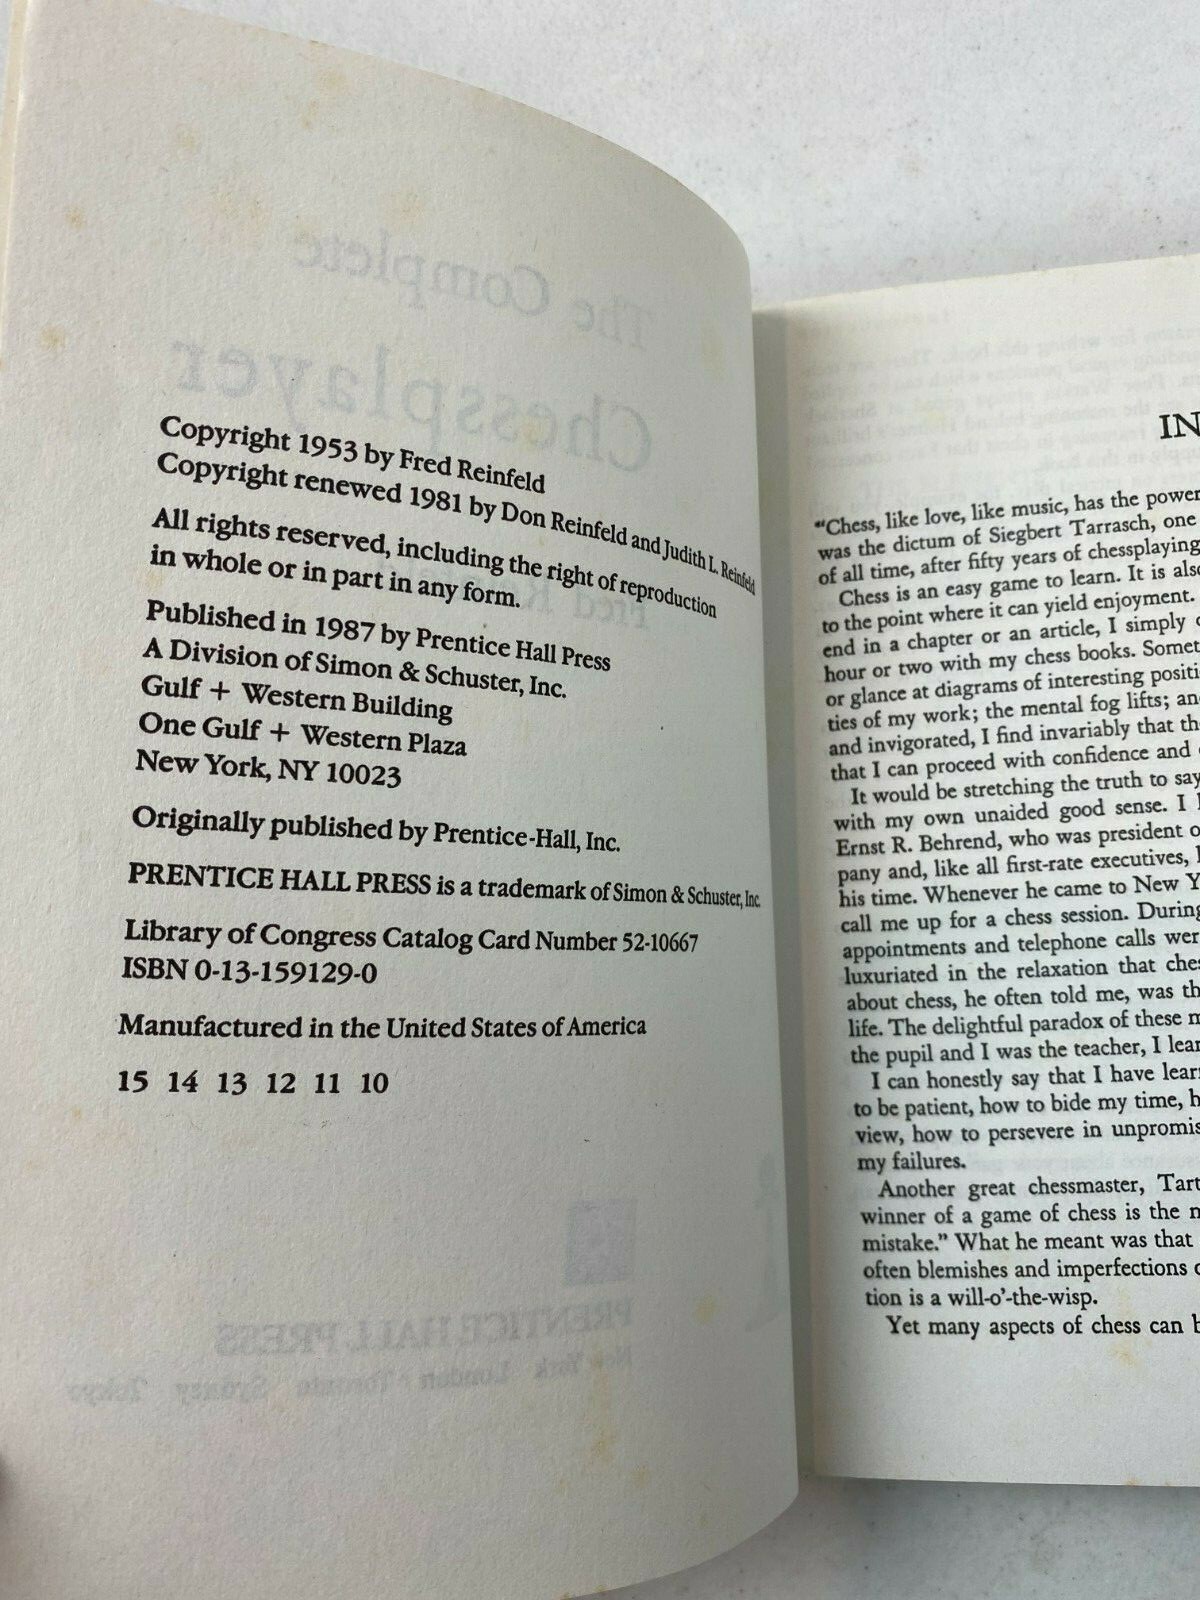 The Complete
Chessplayer
Copyright 1953 by Fred Reinfeld
Copyright renewed 1981 by Don Reinfeld and Judith L. Reinfeld
All rights reserved, including the right of reproduction
in whole or in part in any form.
Published in 1987 by Prentice Hall Press
A Division of Simon & Schuster, Inc.
Gulf + Western Building
One Gulf + Western Plaza
New York, NY 10023
Originally published by Prentice-Hall, Inc.
PRENTICE HALL PRESS is a trademark of Simon & Schuster, Inc.
Library of Congress Catalog Card Number 52-10667
ISBN 0-13-159129-0
Manufactured in the United States of America
15 14 13 12 11 10
PRENTICE HALL PRESS
New York London Toronto Sydney Tokyo
IN
“Chess, like love, like music, has the power
was the dictum of Siegbert Tarrasch, one
of all time, after fifty years of chessplaying
Chess is an easy game to learn. It is also
to the point where it can yield enjoyment.
end in a chapter or an article, I simply
hour or two with my chess books. Somet
or glance at diagrams of interesting positi
ties of my work; the mental fog lifts; an
and invigorated, I find invariably that th
that I can proceed with confidence and
It would be stretching the truth to say
with my own unaided good sense. I
Ernst R. Behrend, who was president o
pany and, like all first-rate executives,
his time. Whenever he came to New Y
call me up for a chess session. During
appointments and telephone calls wer
luxuriated in the relaxation that ches
about chess, he often told me, was th
life. The delightful paradox of these m
the pupil and I was the teacher, I lear
I can honestly say that I have lear
to be patient, how to bide my time, h
view, how to persevere in unpromis
my failures.
Another great chessmaster, Tart
winner of a game of chess is the m
mistake.” What he meant was that
often blemishes and imperfections
tion is a will-o’-the-wisp.
Yet many aspects of chess can b